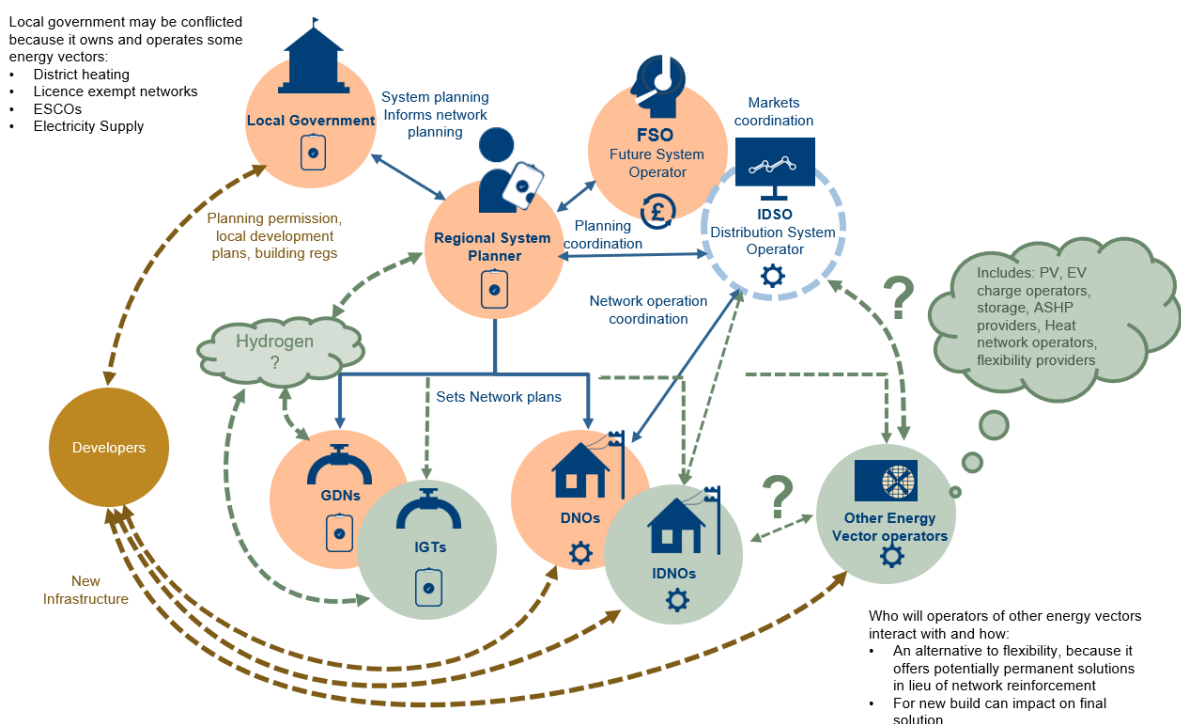 Local government may be conflicted
because it owns and operates some
energy vectors:
• District heating
• Licence exempt networks
• ESCOs
• Electricity Supply
Local Government
System planning
Informs network
planning
FSO
Future System
Operator
£
Markets
coordination
IDSO
Distribution System
Operator
Planning permission,
local development
plans, building regs
Regional System
Planner
Planning
coordination
Network operation
coordination
?
Includes: PV, EV
charge operators,
storage, ASHP
providers, Heat
network operators,
flexibility providers
Hydrogen
?
Sets Network plans
Developers
GDNs
IGTs
DNOs
IDNOs
?
Other Energy
Vector operators
New
Infrastructure
Who will operators of other energy vectors
interact with and how:
• An alternative to flexibility, because it
offers potentially permanent solutions
in lieu of network reinforcement
• For new build can impact on final
solution